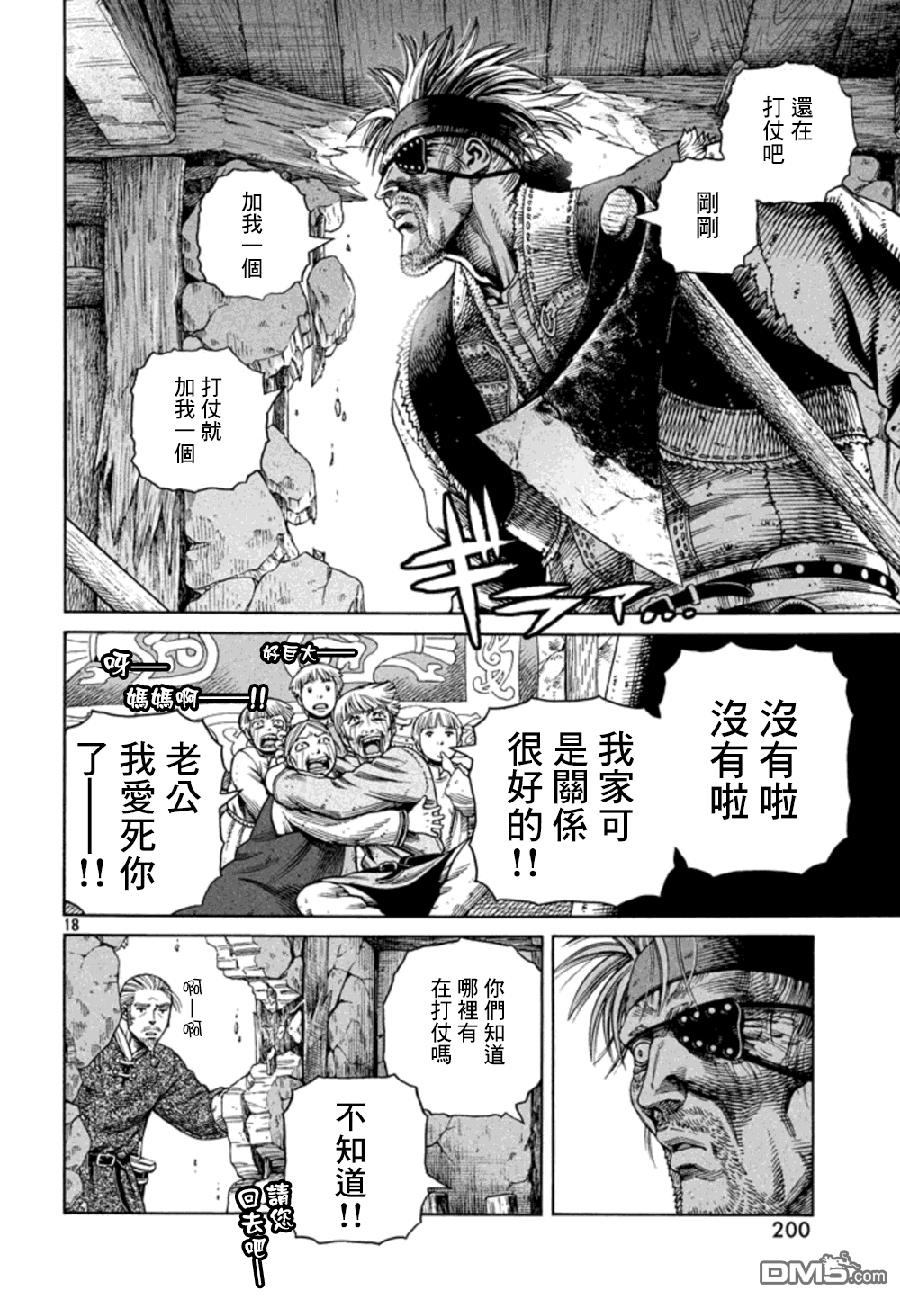 還在
打仗吧
剛剛
加我一個
打仗就
加我一個
ギラァ…
沒有啦
沒有啦
我家可
是關係
很好的!!
好巨大——
呀——
媽媽啊——!!
老公
我愛死你
了——!!
18
你們知道
哪裡有
在打仗嗎
啊—啊
不知道!!
請您
回去吧—
200
DM5.com